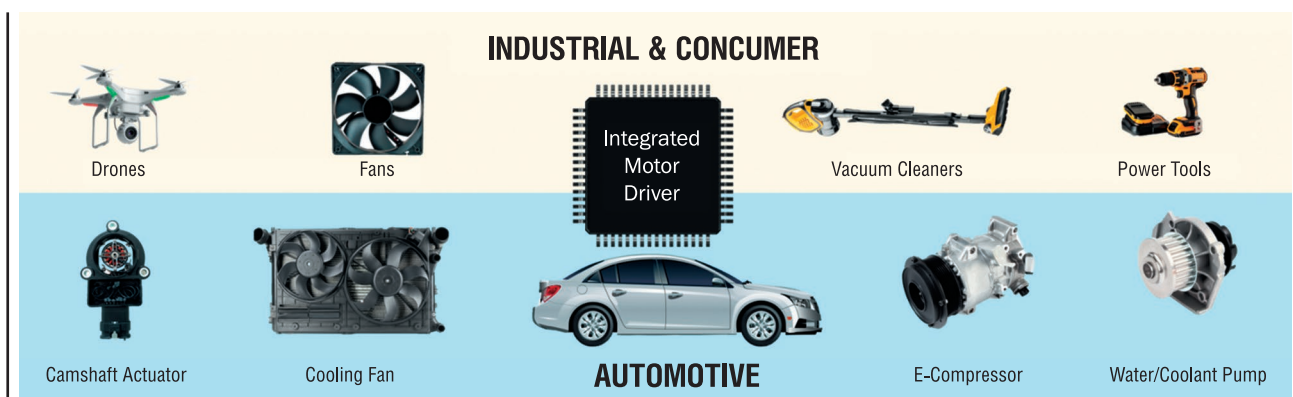 INDUSTRIAL & CONCUMER
Integrated
Motor
Driver
Drones
Fans
Vacuum Cleaners
Power Tools
Camshaft Actuator
Cooling Fan
AUTOMOTIVE
E-Compressor
Water/Coolant Pump